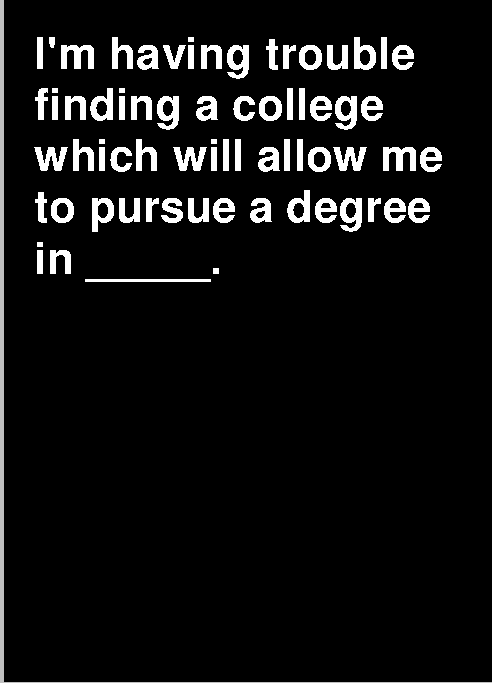 I'm having trouble
finding a college
which will allow me
to pursue a degree
in _____.